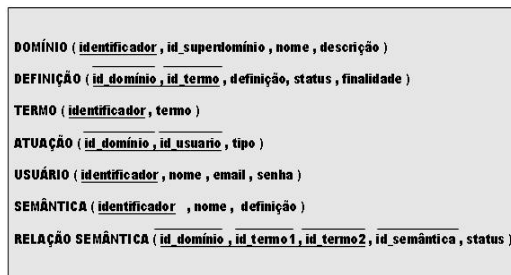 DOMÍNIO ( identificador , id_superdomínio , nome , descrição )
DEFINIÇÃO ( id_domínio , id_termo , definição, status , finalidade )
TERMO ( identificador , termo )
ATUAÇÃO ( id_domínio , id_usuario , tipo )
USUÁRIO ( identificador , nome , email , senha )
SEMÂNTICA ( identificador , nome , definição )
RELAÇÃO SEMÂNTICA ( id_domínio , id_termo1 , id_termo2 , id_semântica , status )